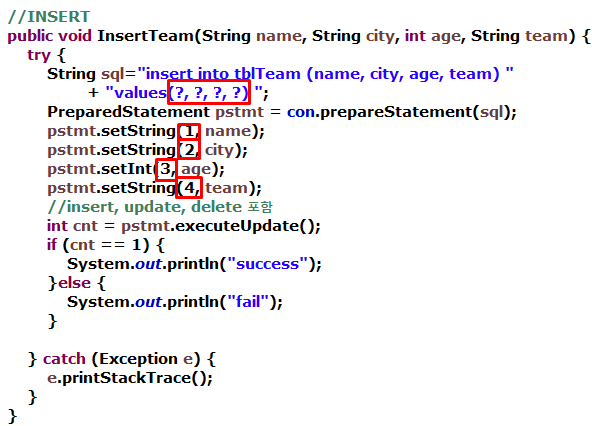 //INSERT
public void InsertTeam(String name, String city, int age, String team) {
try {
String sql="insert into tblTeam (name, city, age, team) "
+ "values(?, ?, ?, ?) ";
PreparedStatement pstmt = con.prepareStatement(sql);
pstmt.setString(1, name);
pstmt.setString(2, city);
pstmt.setInt(3, age);
pstmt.setString(4, team);
//insert, update, delete 포함
int cnt = pstmt.executeUpdate();
if (cnt == 1) {
System.out.println("success");
}else {
System.out.println("fail");
}
} catch (Exception e) {
e.printStackTrace();
}
}